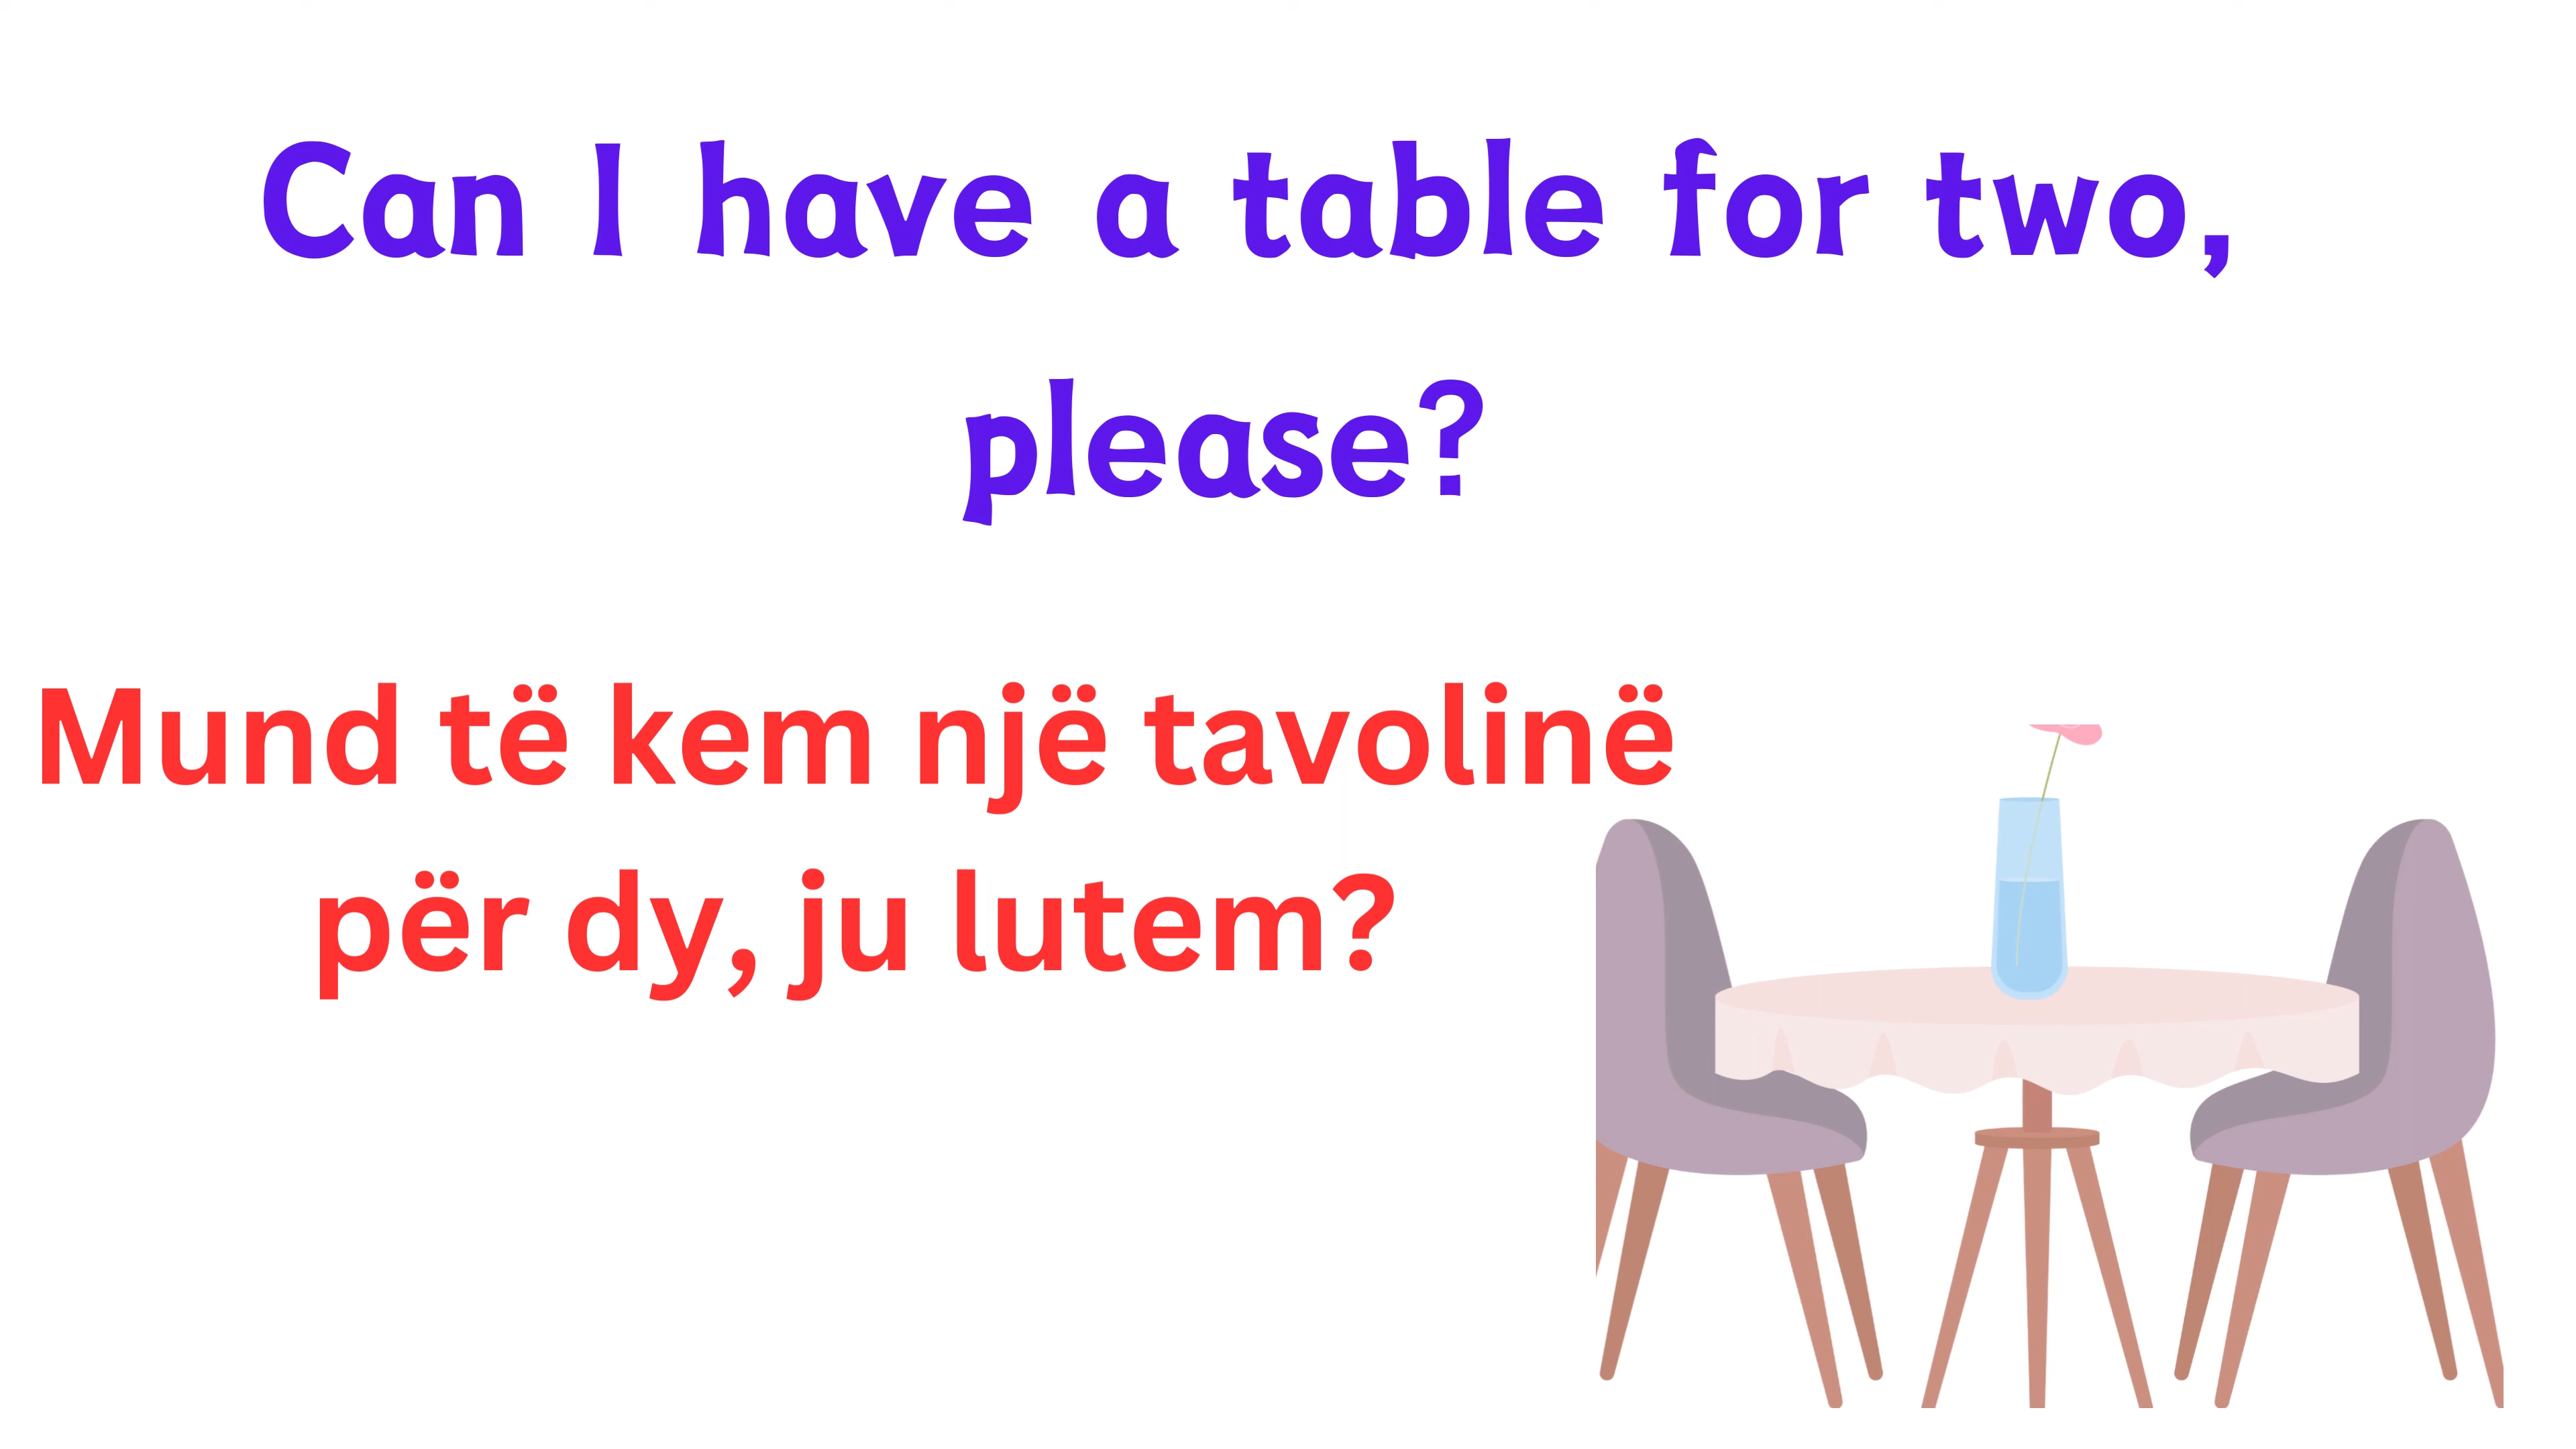 Can I have a table for two,
please?
Mund të kem një tavolinë
për dy, ju lutem?